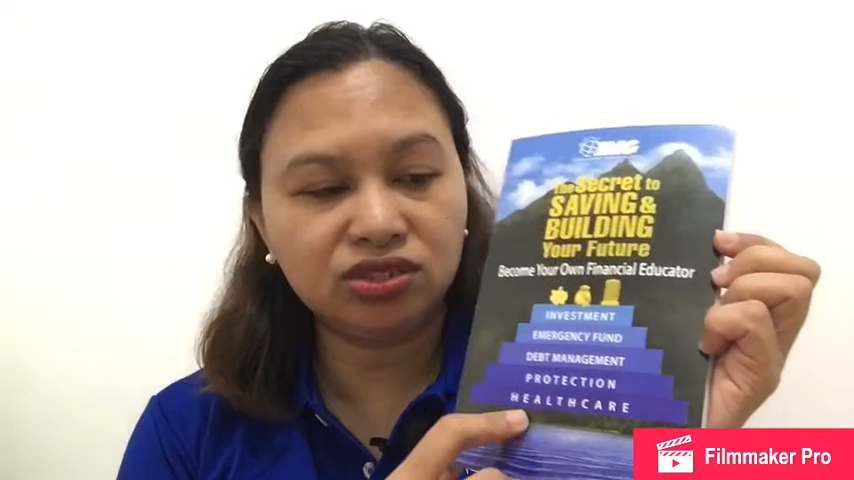 IMG
The Secret to
SAVING &
BUILDING
Your Future
Become Your Own Financial Educator
INVESTMENT
EMERGENCY FUND
DEBT MANAGEMENT
PROTECTION
HEALTHCARE
Filmmaker Pro